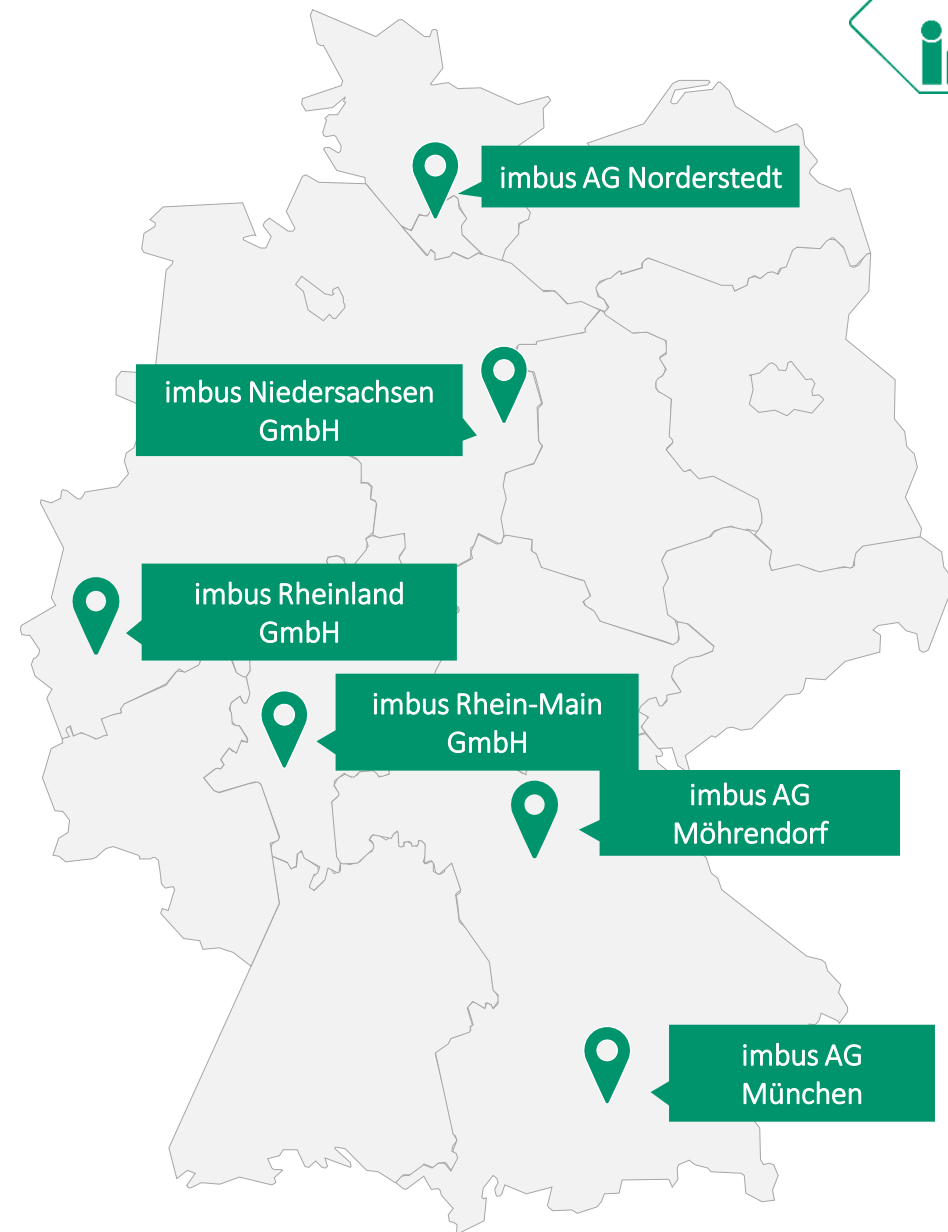 imbus AG Norderstedt
imbus Niedersachsen
GmbH
imbus Rheinland
GmbH
imbus Rhein-Main
GmbH
imbus AG
Möhrendorf
imbus AG
München